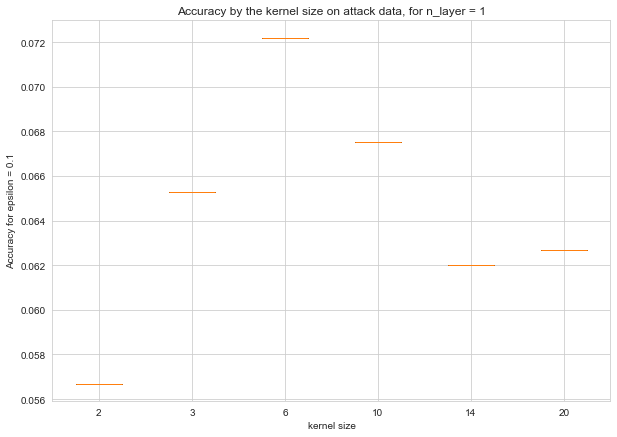 Accuracy by the kernel size on attack data, for n_layer = 1
Accuracy for epsilon = 0.1
0.072
0.070
0.068
0.066
0.064
0.062
0.060
0.058
0.056
2 3 6 10 14 20
kernel size